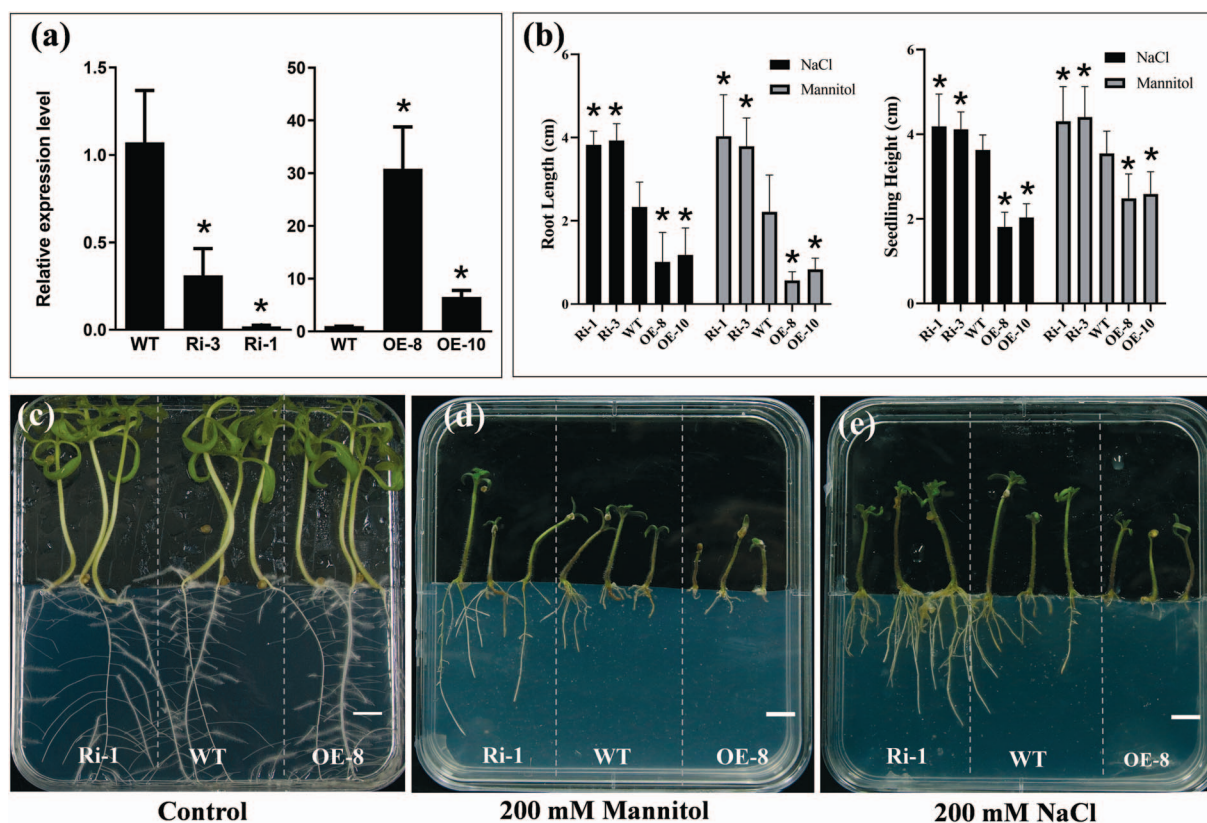 (a)
Relative expression level
1.5
1.0
0.5
0.0
WT Ri-3 Ri-1
* *
50
40
30
20
10
0
WT OE-8 OE-10
* *
(b)
Root Length (cm)
6
4
2
0
NaCl
Mannitol
* * * * * * * *
Ri-1 Ri-3 WT OE-8 OE-10 Ri-1 Ri-3 WT OE-8 OE-10
Seedling Height (cm)
6
4
2
0
NaCl
Mannitol
* * * * * * * *
Ri-1 Ri-3 WT OE-8 OE-10 Ri-1 Ri-3 WT OE-8 OE-10
(c)
Ri-1 WT OE-8
Control
(d)
Ri-1 WT OE-8
200 mM Mannitol
(e)
Ri-1 WT OE-8
200 mM NaCl